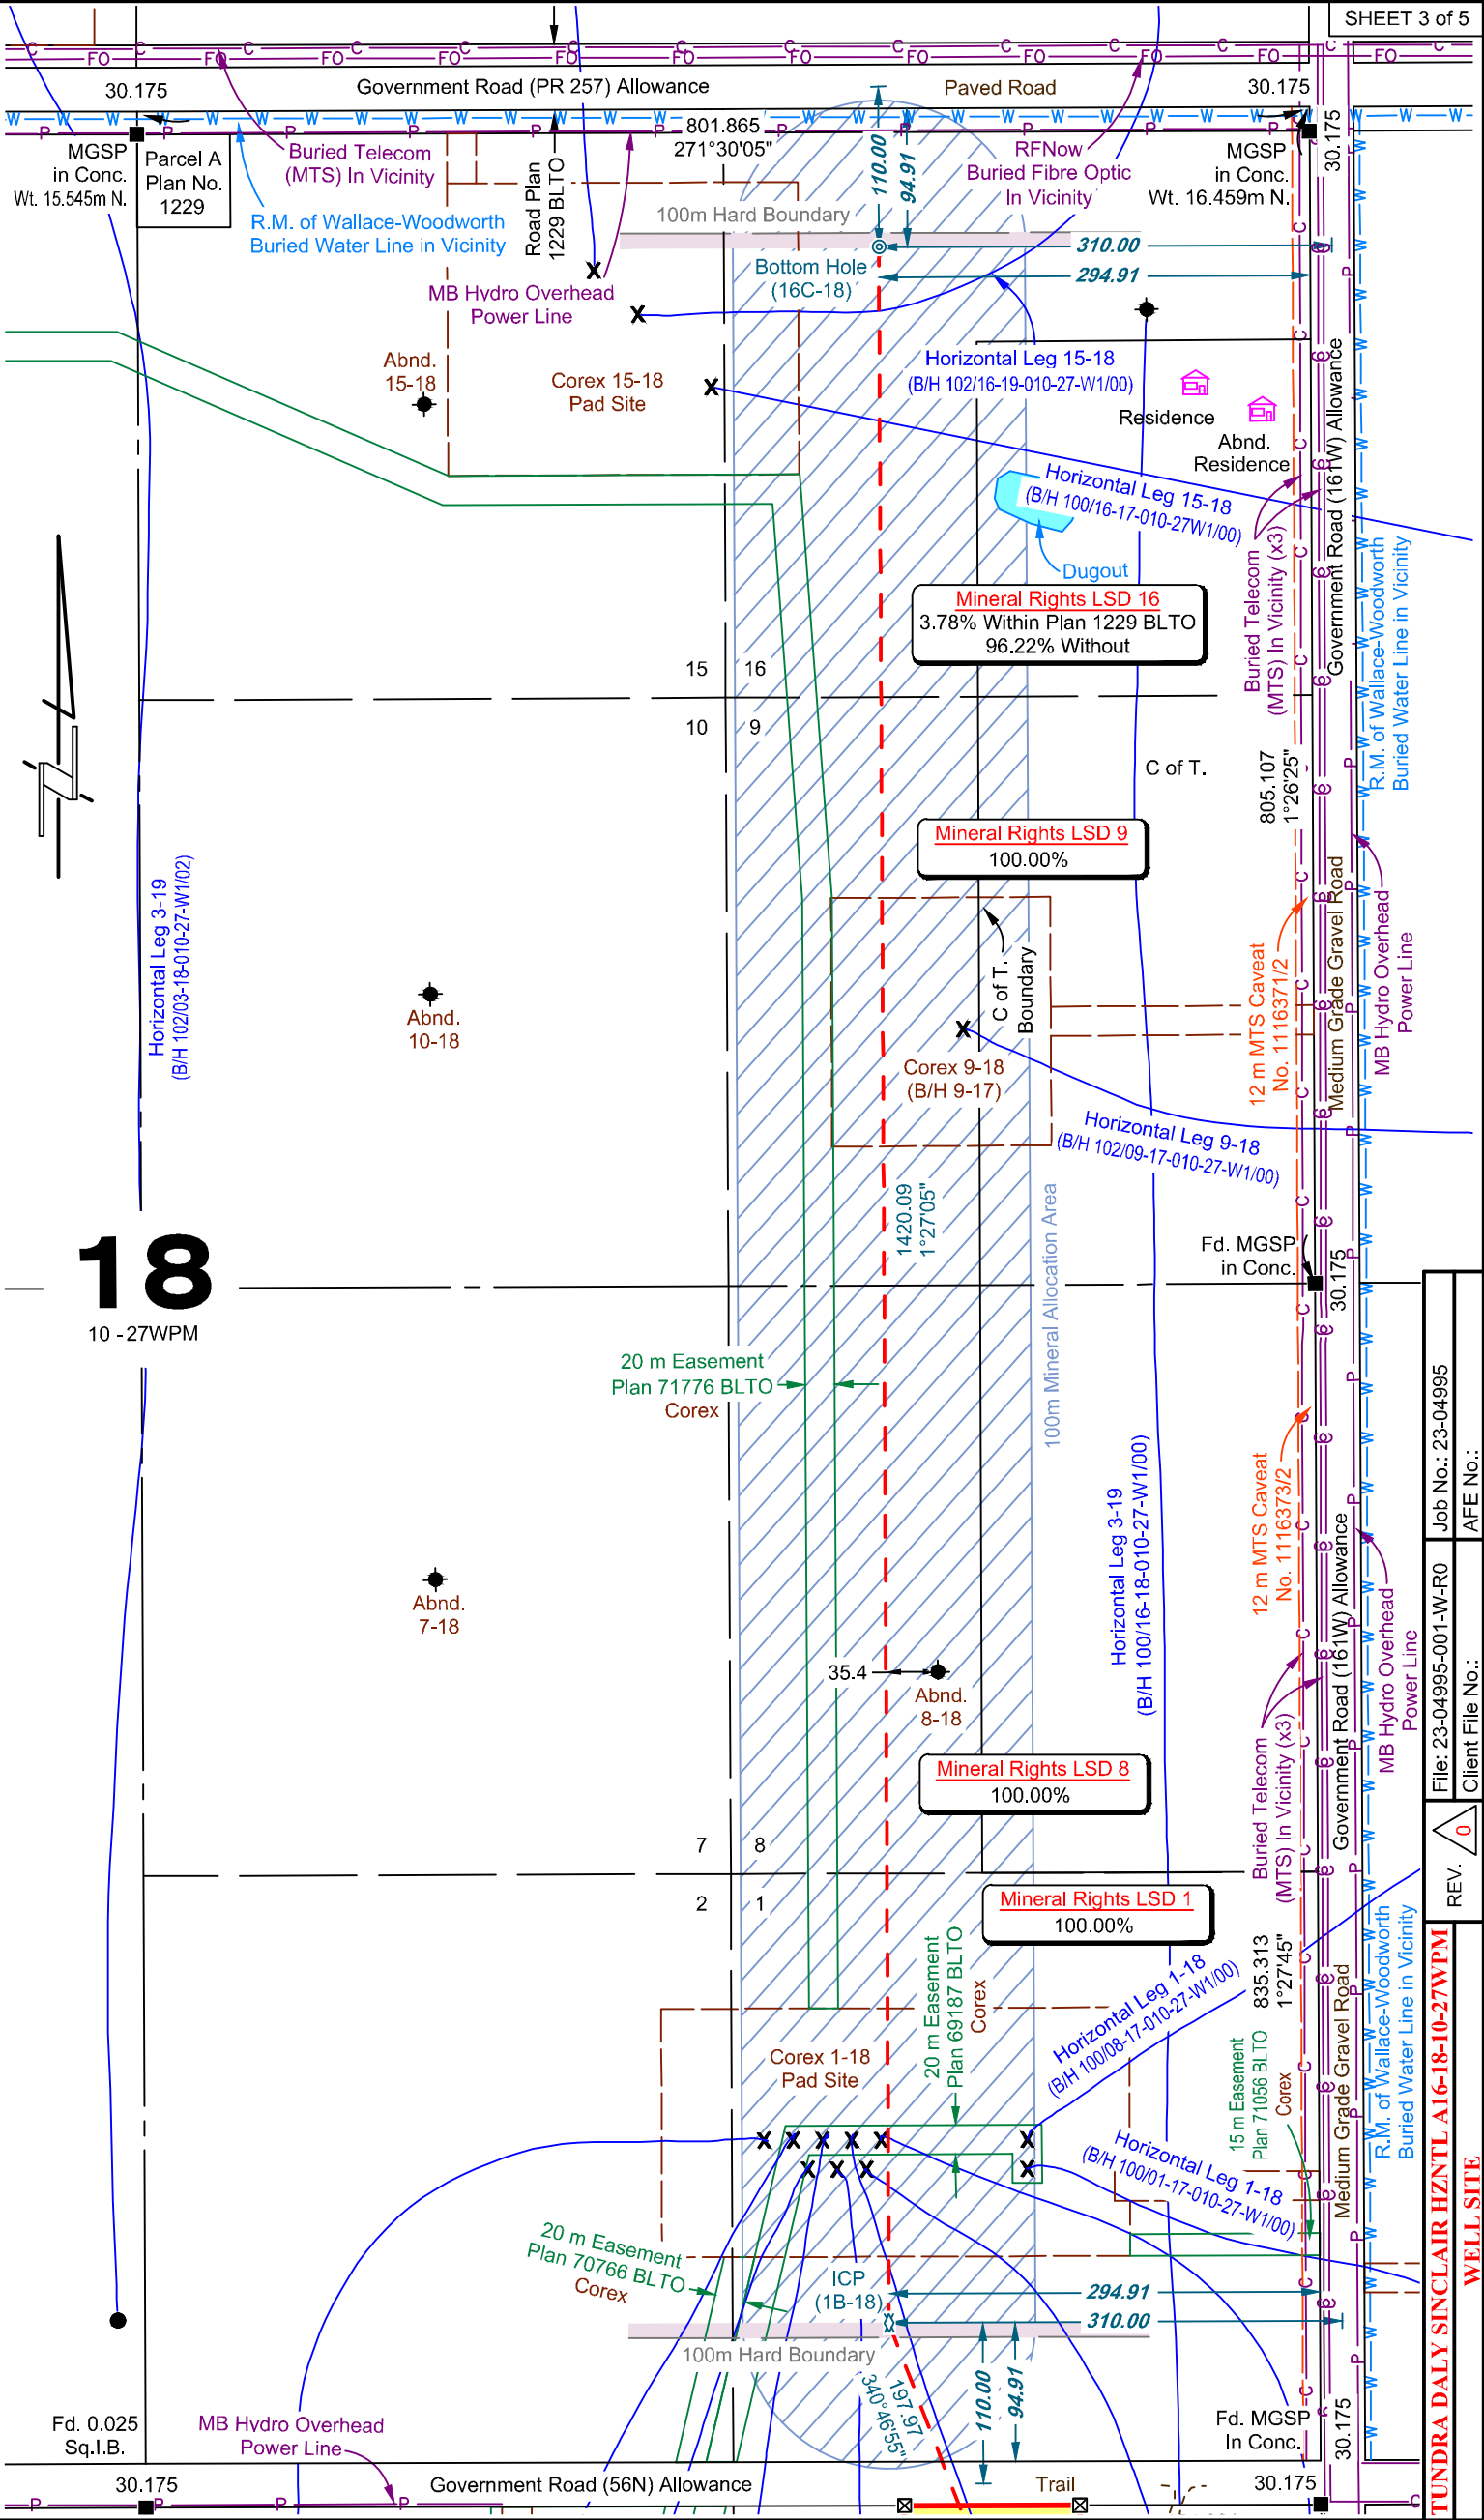 SHEET 3 of 5
C C C C C C C C C C C C C C
FO FO FO FO FO FO FO FO FO FO FO FO
30.175
Government Road (PR 257) Allowance
Paved Road
30.175
W W W W W W W W W W W W W W W W
P P P P P P P P P P P
MGSP
in Conc.
Wt. 15.545m N.
Parcel A
Plan No.
1229
Buried Telecom
(MTS) In Vicinity
R.M. of Wallace-Woodworth
Buried Water Line in Vicinity
Road Plan
1229 BLTO
801.865
271°30'05"
110.00
94.91
RFNow
Buried Fibre Optic
In Vicinity
MGSP
in Conc.
Wt. 16.459m N.
30.175
100m Hard Boundary
310.00
294.91
Bottom Hole
(16C-18)
MB Hydro Overhead
Power Line
Abnd.
15-18
Corex 15-18
Pad Site
Horizontal Leg 15-18
(B/H 102/16-19-010-27-W1/00)
Residence
Abnd.
Residence
Horizontal Leg 15-18
(B/H 100/16-17-010-27W1/00)
Dugout
Buried Telecom
(MTS) In Vicinity (x3)
Government Road (161W) Allowance
R.M. of Wallace-Woodworth
Buried Water Line in Vicinity
Mineral Rights LSD 16
3.78% Within Plan 1229 BLTO
96.22% Without
15 16
10 9
C of T.
805.107
1°26'25"
Mineral Rights LSD 9
100.00%
Horizontal Leg 3-19
(B/H 102/03-18-010-27-W1/02)
Abnd.
10-18
C of T.
Boundary
Corex 9-18
(B/H 9-17)
12 m MTS Caveat
No. 1116371/2
Medium Grade Gravel Road
MB Hydro Overhead
Power Line
Horizontal Leg 9-18
(B/H 102/09-17-010-27-W1/00)
1420.09
1°27'05"
100m Mineral Allocation Area
Fd. MGSP
in Conc.
30.175
18
10 -27WPM
20 m Easement
Plan 71776 BLTO
Corex
Horizontal Leg 3-19
(B/H 100/16-18-010-27-W1/00)
12 m MTS Caveat
No. 1116373/2
Government Road (161W) Allowance
MB Hydro Overhead
Power Line
Abnd.
7-18
35.4
Abnd.
8-18
Mineral Rights LSD 8
100.00%
Buried Telecom
(MTS) In Vicinity (x3)
7 8
2 1
Mineral Rights LSD 1
100.00%
835.313
1°27'45"
20 m Easement
Plan 69187 BLTO
Corex
Horizontal Leg 1-18
(B/H 100/08-17-010-27-W1/00)
Medium Grade Gravel Road
R.M. of Wallace-Woodworth
Buried Water Line in Vicinity
Corex 1-18
Pad Site
15 m Easement
Plan 71056 BLTO
Corex
Horizontal Leg 1-18
(B/H 100/01-17-010-27-W1/00)
20 m Easement
Plan 70766 BLTO
Corex
ICP
(1B-18)
294.91
310.00
100m Hard Boundary
197.97
340°46'55"
110.00
94.91
Fd. 0.025
Sq.I.B.
MB Hydro Overhead
Power Line
Fd. MGSP
In Conc.
30.175
30.175
Government Road (56N) Allowance
Trail
30.175
P P P P
Job No.: 23-04995
AFE No.:
File: 23-04995-001-W-R0
Client File No.:
REV. 0
TUNDRA DALY SINCLAIR HZNTL A16-18-10-27WPM
WELL SITE